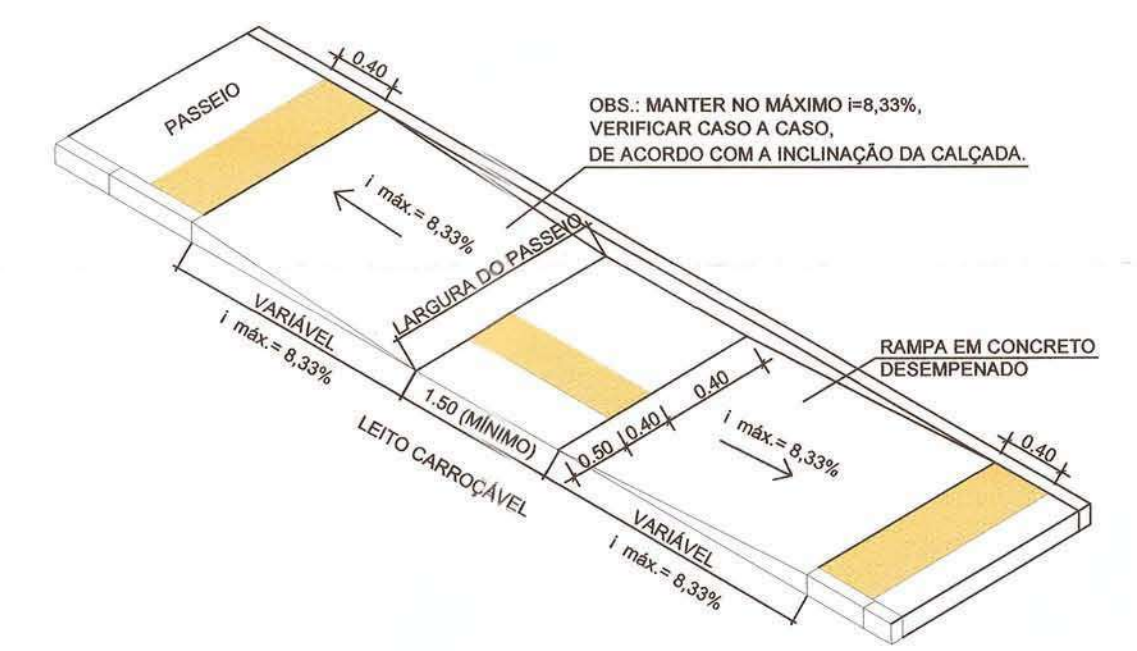 0.40
PASSEIO
OBS.: MANTER NO MÁXIMO i=8,33%,
VERIFICAR CASO A CASO,
DE ACORDO COM A INCLINAÇÃO DA CALÇADA.
i máx.= 8,33%
LARGURA DO PASSEIO
VARIÁVEL
i máx.= 8,33%
RAMPA EM CONCRETO
DESEMPENADO
1.50 (MÍNIMO)
LEITO CARROÇÁVEL
0.50
0.40
0.40
i máx.= 8,33%
0.40
VARIÁVEL
i máx.= 8,33%